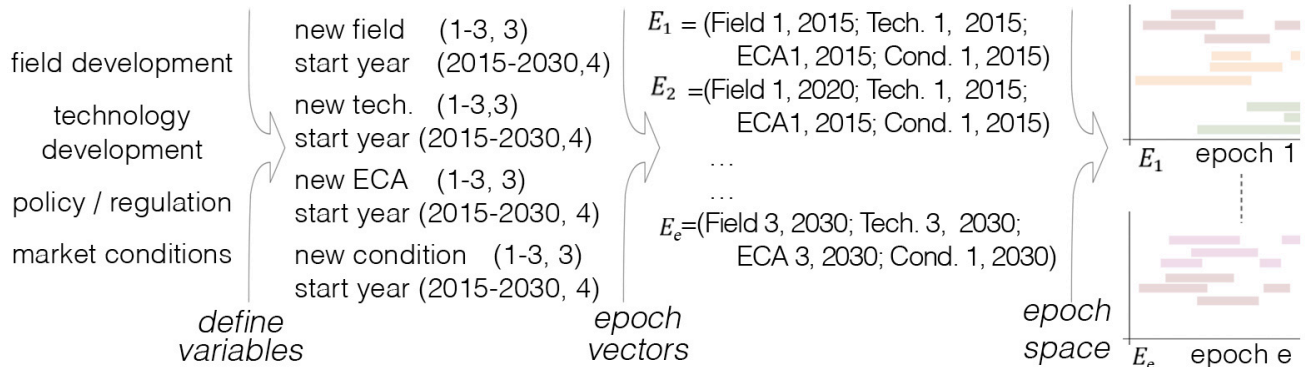 field development
technology
development
policy / regulation
market conditions
define
variables
new field (1-3, 3)
start year (2015-2030,4)
new tech. (1-3,3)
start year (2015-2030,4)
new ECA (1-3, 3)
start year (2015-2030, 4)
new condition (1-3, 3)
start year (2015-2030, 4)
epoch
vectors
E₁ = (Field 1, 2015; Tech. 1, 2015;
ECA1, 2015; Cond. 1, 2015)
E₂ =(Field 1, 2020; Tech. 1, 2015;
ECA1, 2015; Cond. 1, 2015)
...
...
Eₑ=(Field 3, 2030; Tech. 3, 2030;
ECA 3, 2030; Cond. 1, 2030)
epoch
space
E₁ epoch 1
Eₑ epoch e